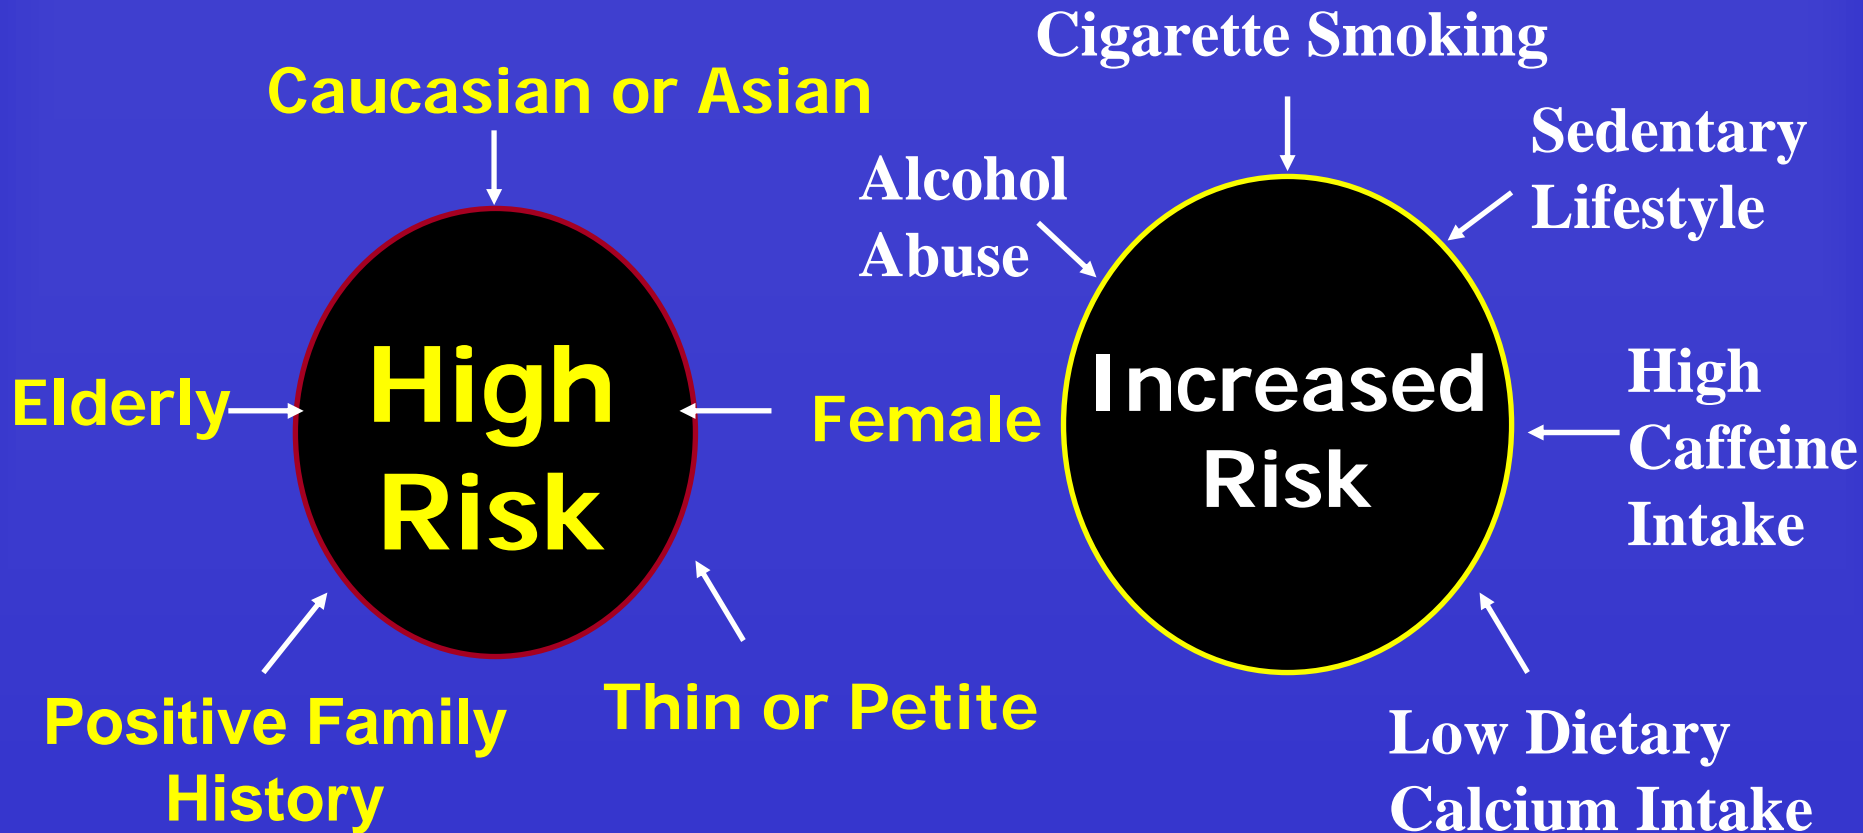 Caucasian or Asian
Elderly
High
Risk
Female
Positive Family
History
Thin or Petite
Cigarette Smoking
Alcohol
Abuse
Sedentary
Lifestyle
Increased
Risk
High
Caffeine
Intake
Low Dietary
Calcium Intake